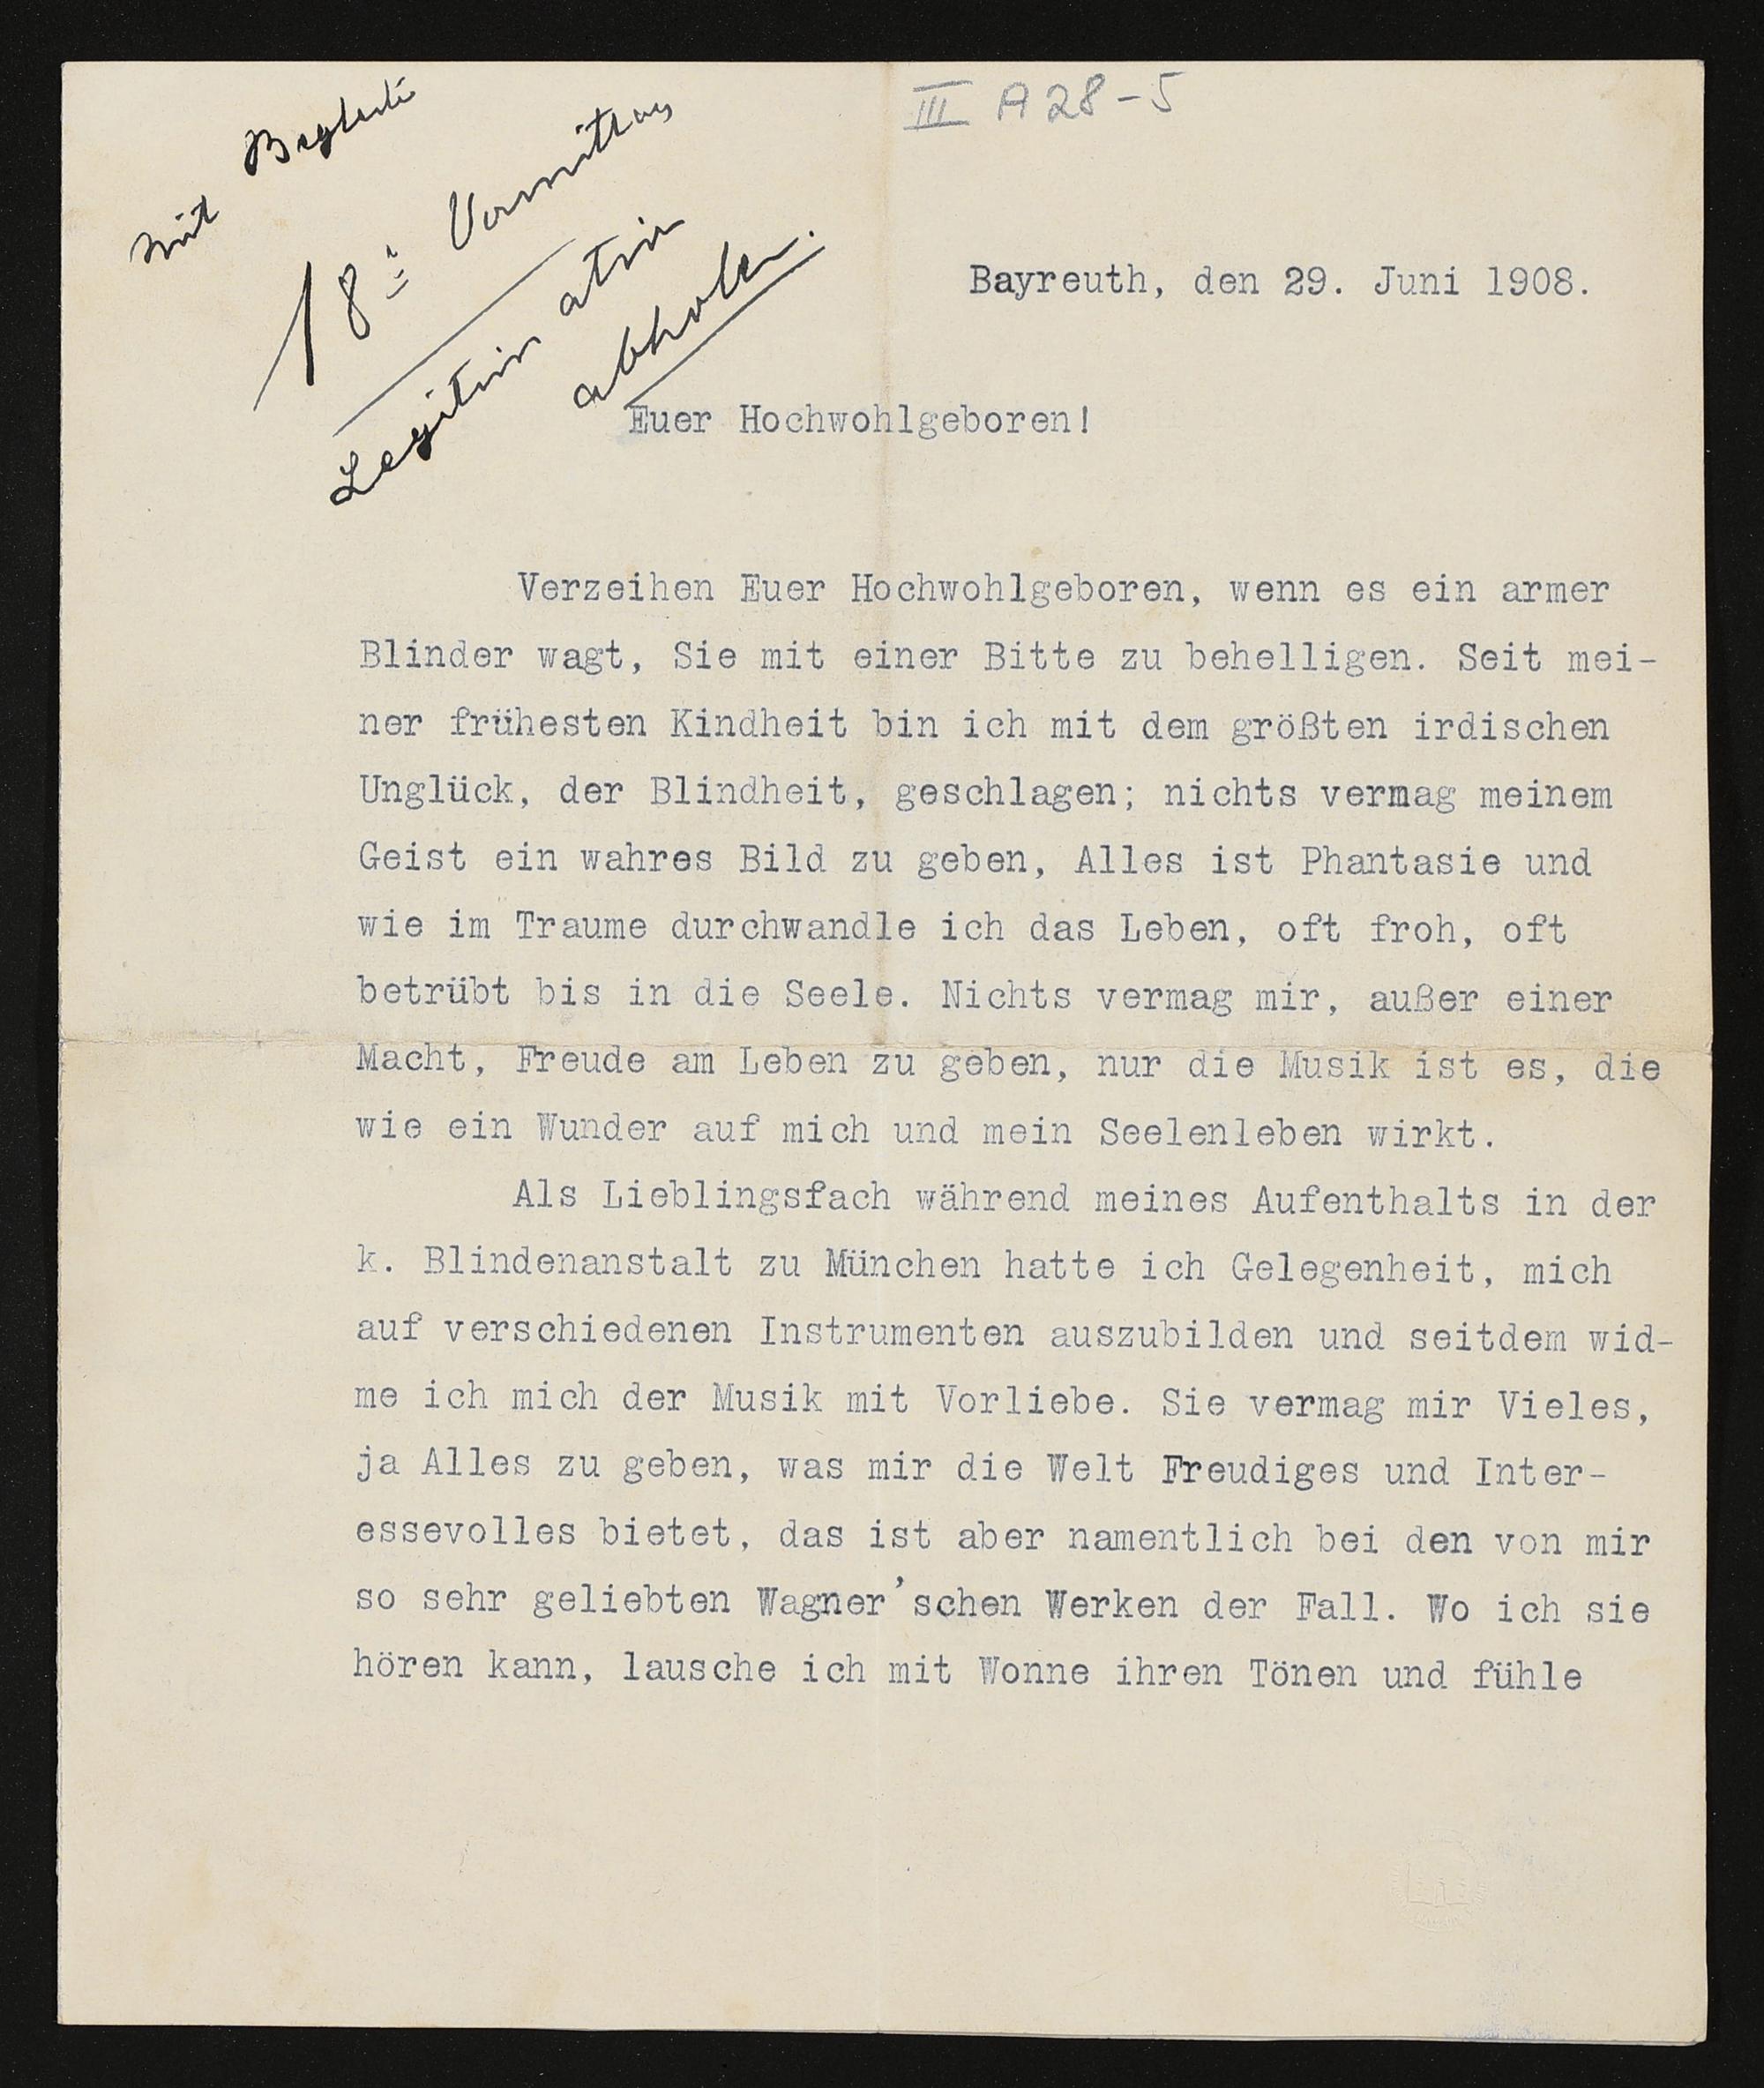 III A 28-5
mit Begleiter
18ᵗ Vormittag
Legitimation
abholen.
Bayreuth, den 29. Juni 1908.
Euer Hochwohlgeboren!
Verzeihen Euer Hochwohlgeboren, wenn es ein armer
Blinder wagt, Sie mit einer Bitte zu behelligen. Seit mei-
ner frühesten Kindheit bin ich mit dem größten irdischen
Unglück, der Blindheit, geschlagen; nichts vermag meinem
Geist ein wahres Bild zu geben, Alles ist Phantasie und
wie im Traume durchwandle ich das Leben, oft froh, oft
betrübt bis in die Seele. Nichts vermag mir, außer einer
Macht, Freude am Leben zu geben, nur die Musik ist es, die
wie ein Wunder auf mich und mein Seelenleben wirkt.
Als Lieblingsfach während meines Aufenthalts in der
k. Blindenanstalt zu München hatte ich Gelegenheit, mich
auf verschiedenen Instrumenten auszubilden und seitdem wid-
me ich mich der Musik mit Vorliebe. Sie vermag mir Vieles,
ja Alles zu geben, was mir die Welt Freudiges und Inter-
essevolles bietet, das ist aber namentlich bei den von mir
so sehr geliebten Wagner'schen Werken der Fall. Wo ich sie
hören kann, lausche ich mit Wonne ihren Tönen und fühle